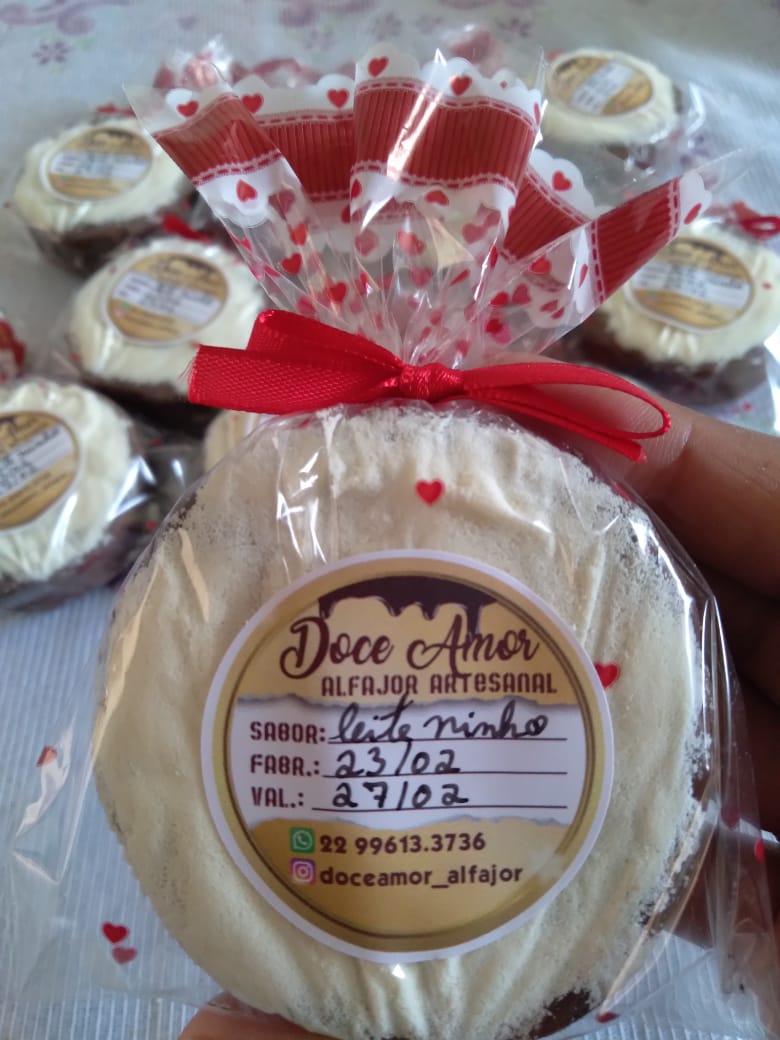 Doce Amor
ALFAJOR ARTESANAL
SABOR: leite ninho
FABR.: 23/02
VAL.: 27/02
22 99613.3736
doceamor_alfajor